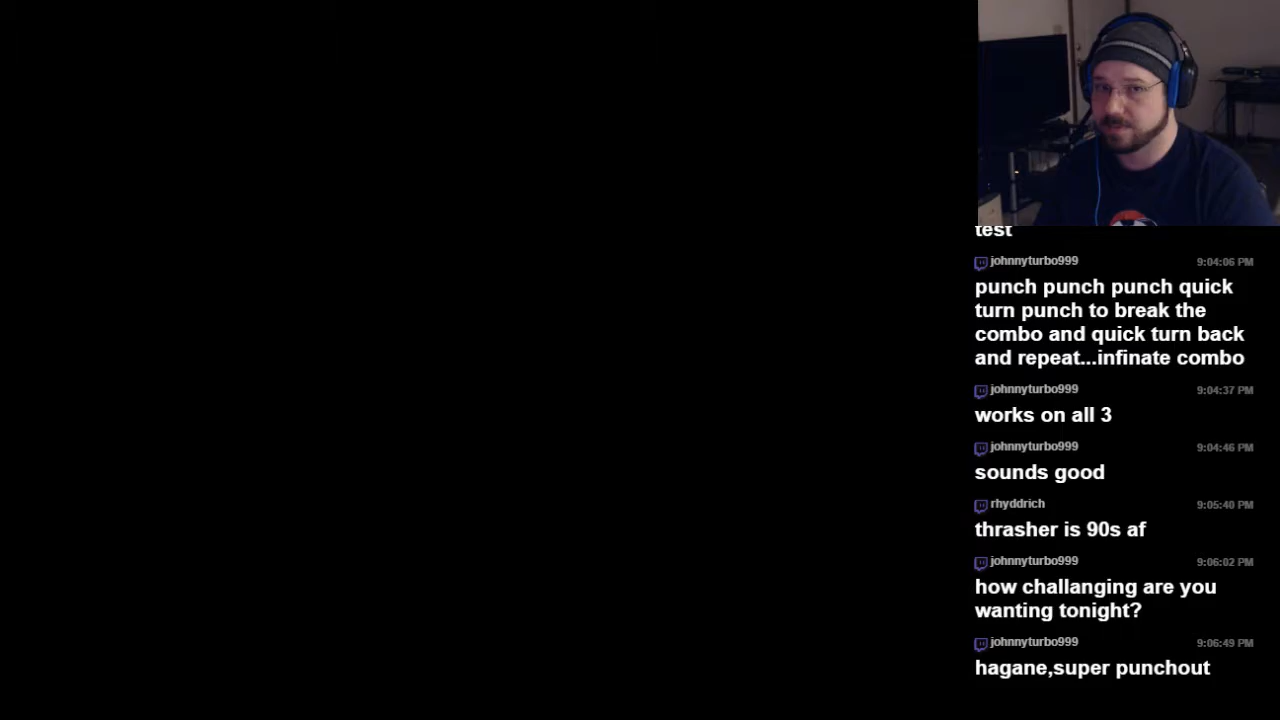 test
johnnyturbo999 9:04:06 PM
punch punch punch quick
turn punch to break the
combo and quick turn back
and repeat...infinate combo
johnnyturbo999 9:04:37 PM
works on all 3
johnnyturbo999 9:04:46 PM
sounds good
rhyddrich 9:05:40 PM
thrasher is 90s af
johnnyturbo999 9:06:02 PM
how challanging are you
wanting tonight?
johnnyturbo999 9:06:49 PM
hagane,super punchout